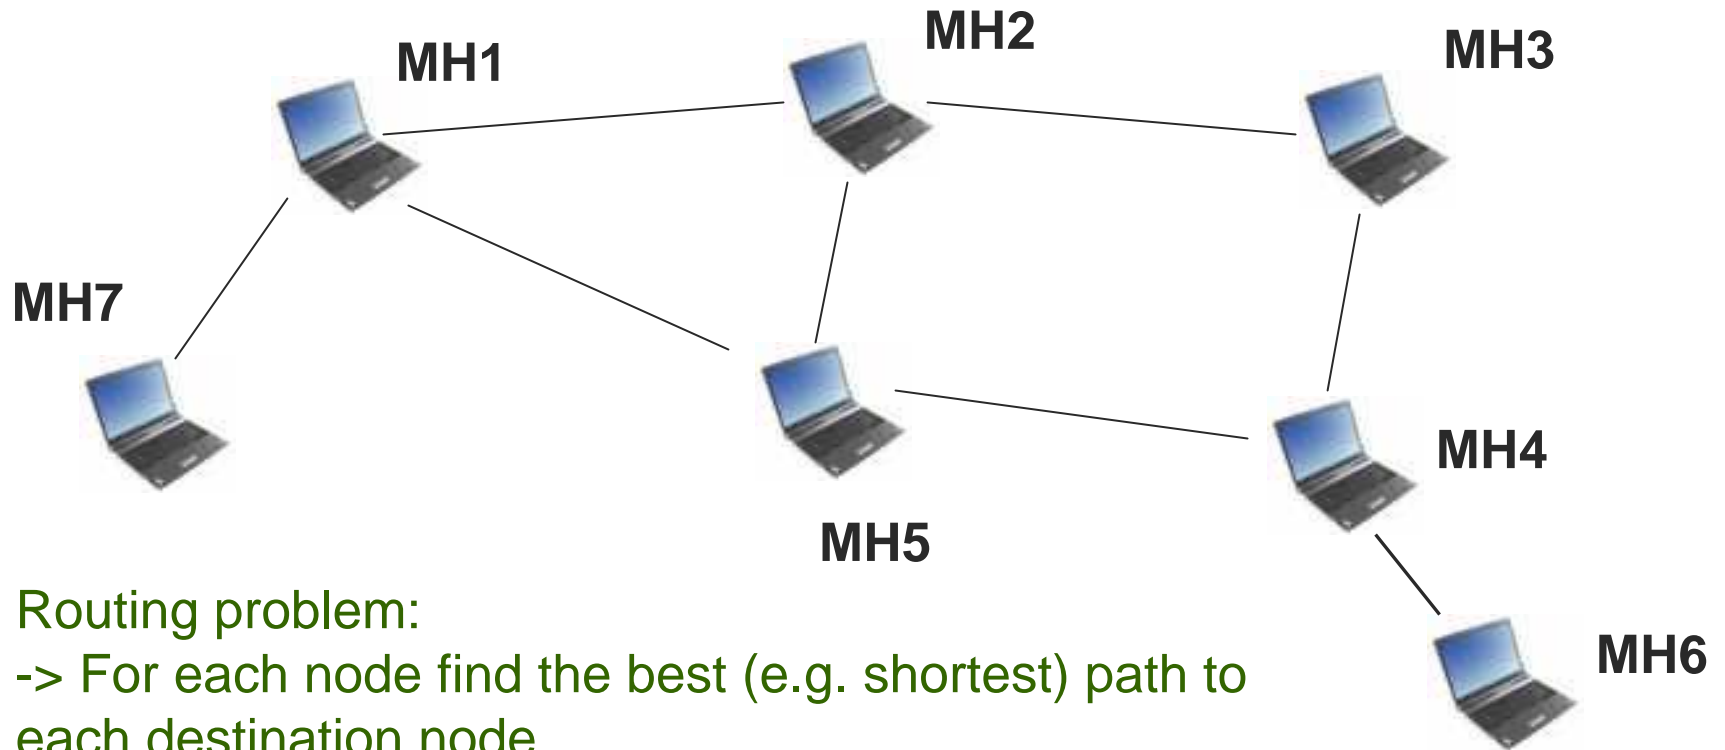 MH1
MH2
MH3
MH7
MH4
MH5
MH6
Routing problem:
-> For each node find the best (e.g. shortest) path to
each destination node